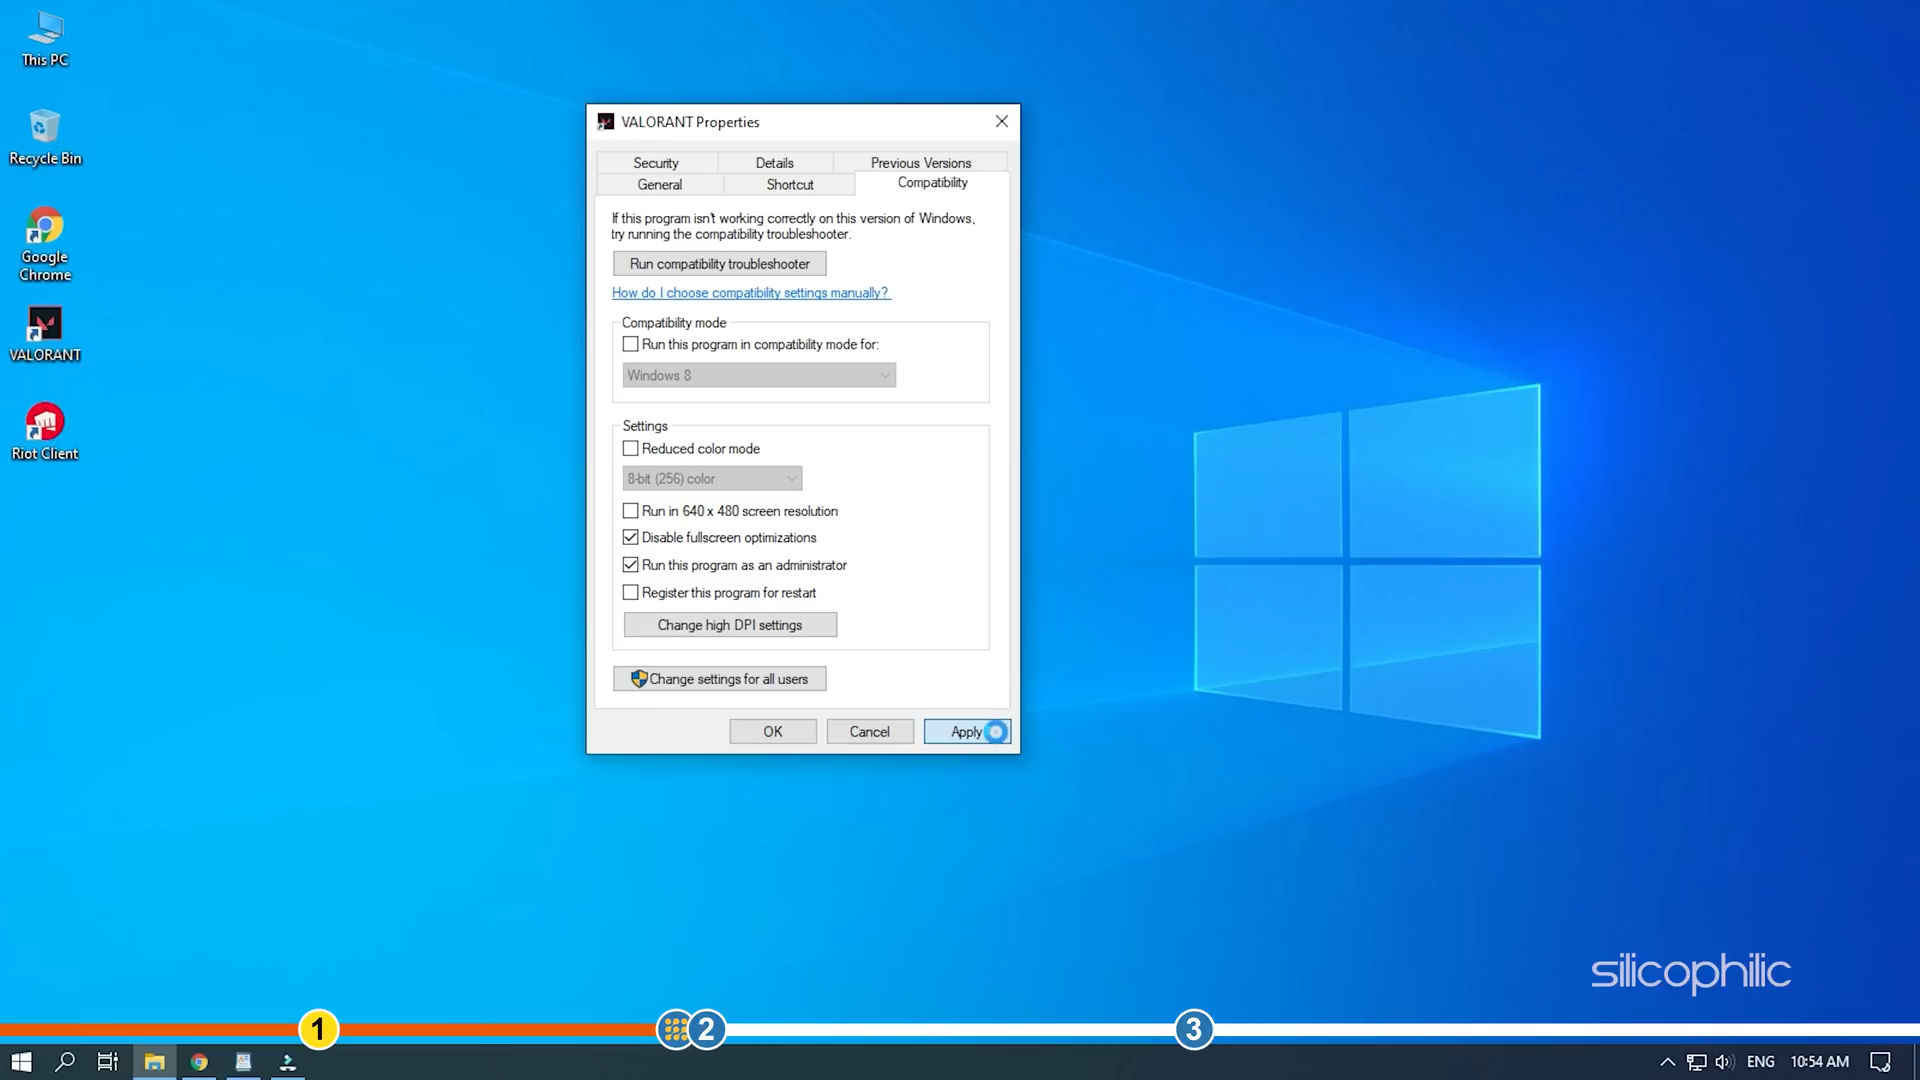 This PC
Recycle Bin
Google
Chrome
VALORANT
Riot Client
VALORANT Properties
Security
Details
Previous Versions
General
Shortcut
Compatibility
If this program isn't working correctly on this version of Windows,
try running the compatibility troubleshooter.
Run compatibility troubleshooter
How do I choose compatibility settings manually?
Compatibility mode
Run this program in compatibility mode for:
Windows 8
Settings
Reduced color mode
8-bit (256) color
Run in 640 x 480 screen resolution
Disable fullscreen optimizations
Run this program as an administrator
Register this program for restart
Change high DPI settings
Change settings for all users
OK
Cancel
Apply
silicophilic
1
2
3
ENG
10:54 AM